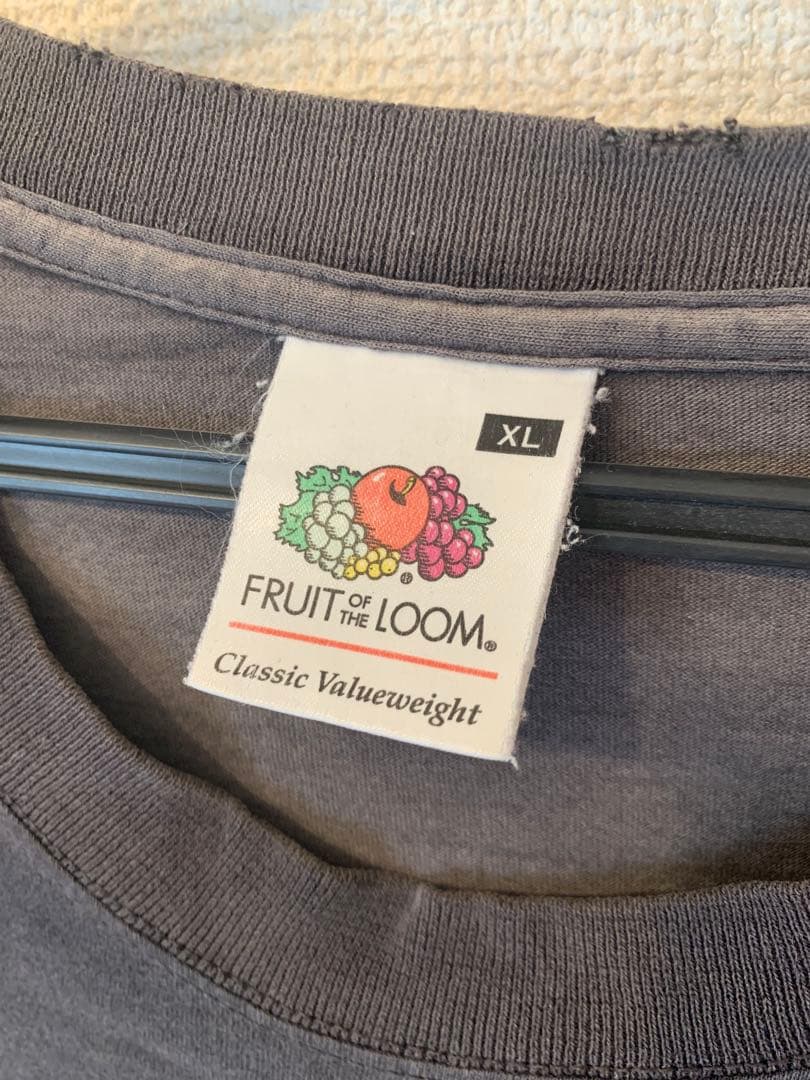 XL
®
FRUIT OF THE LOOM®
Classic Valueweight